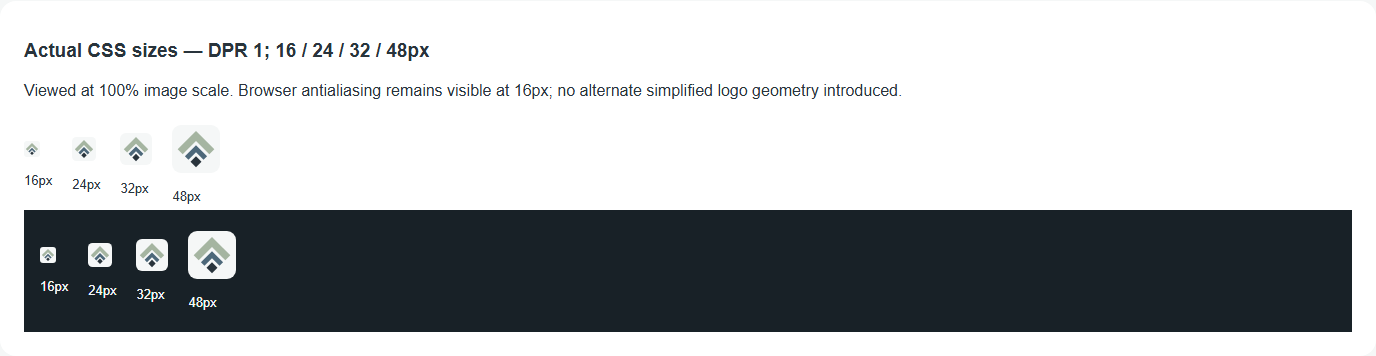 Actual CSS sizes — DPR 1; 16 / 24 / 32 / 48px
Viewed at 100% image scale. Browser antialiasing remains visible at 16px; no alternate simplified logo geometry introduced.
16px 24px 32px 48px
16px 24px 32px 48px